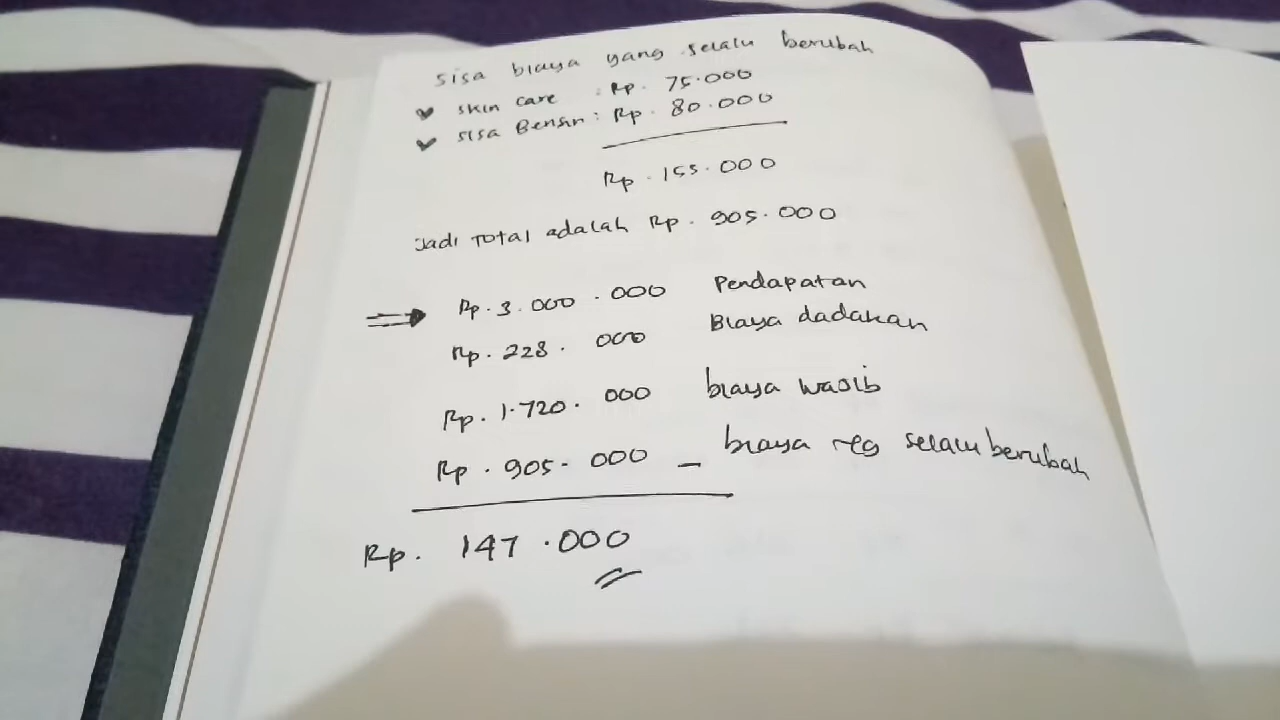 sisa biaya yang selalu berubah
skin care : Rp. 75.000
sisa Bensin : Rp. 80.000
Rp. 155.000
Jadi Total adalah Rp. 905.000
Rp. 3.000.000 Pendapatan
Rp. 228.000 Biaya dadakan
Rp. 1.720.000 biaya wajib
Rp. 905.000 - biaya yg selalu berubah
Rp. 147.000